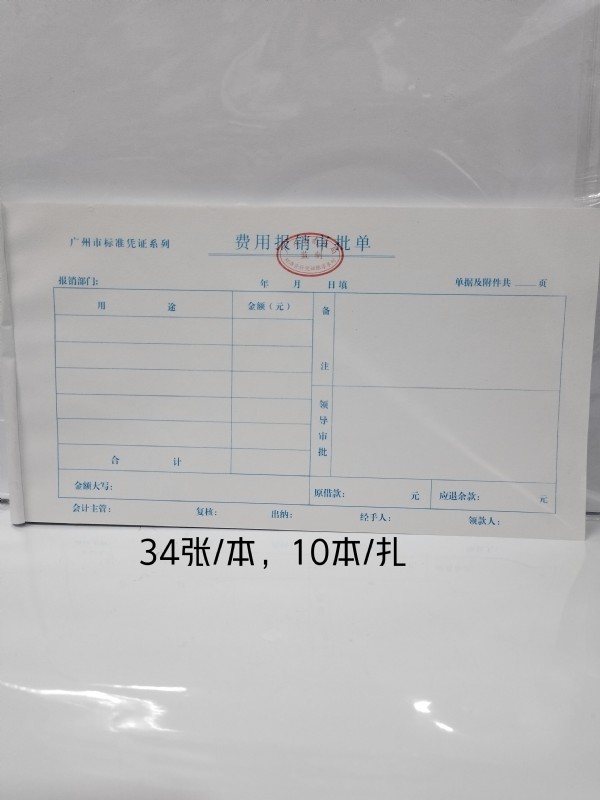 广州市标准凭证系列
费用报销审批单
报销部门： 年 月 日填 单据及附件共 页
用 途 金额（元） 备 注
领导审批
合 计
金额大写： 原借款： 元 应退余款： 元
会计主管： 复核： 出纳： 经手人： 领款人：
34张/本，10本/扎